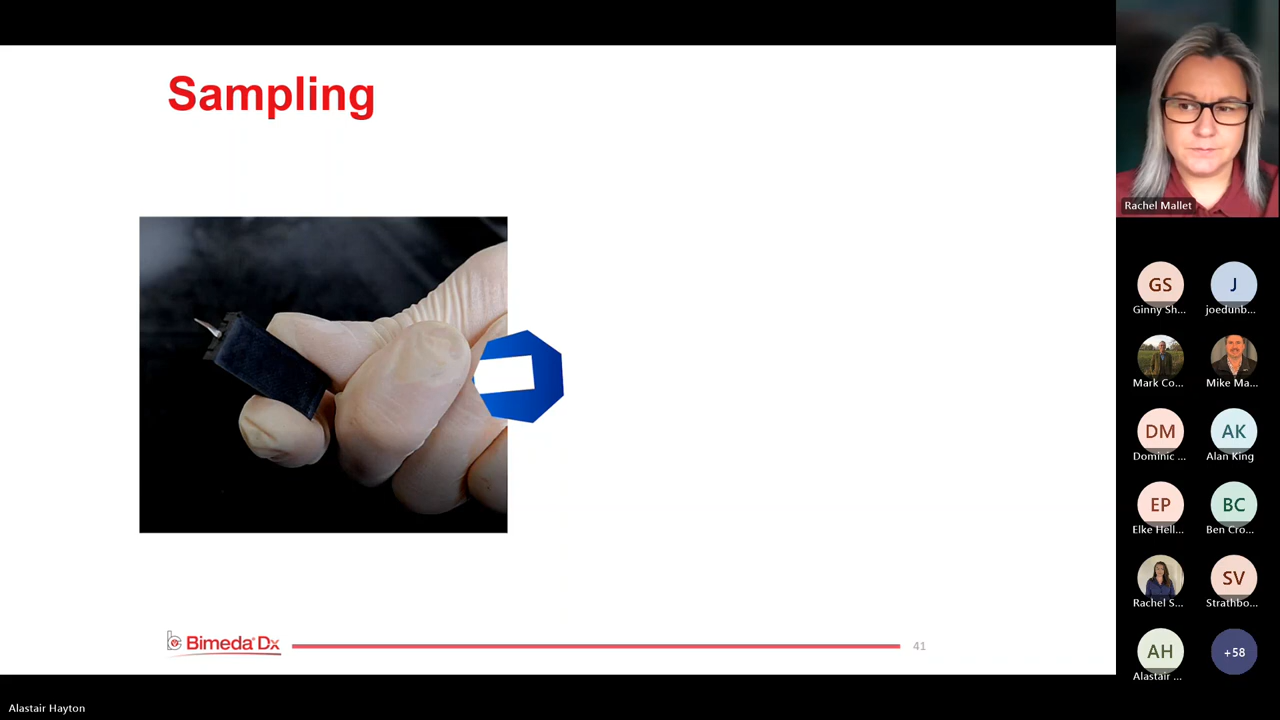 Sampling
Bimeda® Dx
41
Alastair Hayton
Rachel Mallet
GS
J
Ginny Sh...
joedunb...
Mark Co...
Mike Ma...
DM
AK
Dominic ...
Alan King
EP
BC
Elke Hell...
Ben Cro...
SV
Rachel S...
Strathbo...
AH
+58
Alastair ...